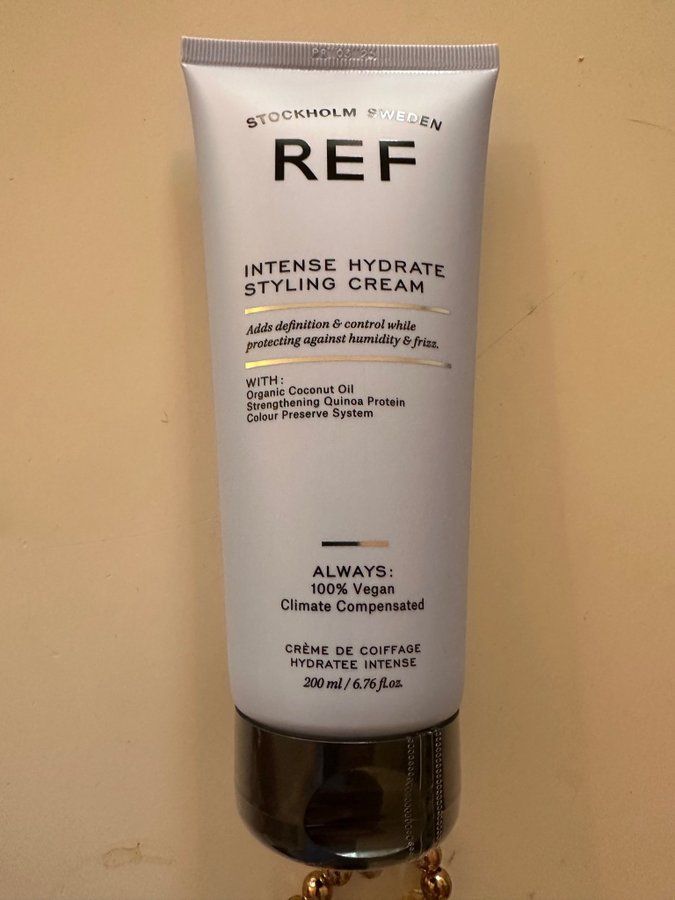 STOCKHOLM SWEDEN
REF
INTENSE HYDRATE
STYLING CREAM
Adds definition & control while
protecting against humidity & frizz.
WITH:
Organic Coconut Oil
Strengthening Quinoa Protein
Colour Preserve System
ALWAYS:
100% Vegan
Climate Compensated
CRÈME DE COIFFAGE
HYDRATEE INTENSE
200 ml / 6.76 fl.oz.